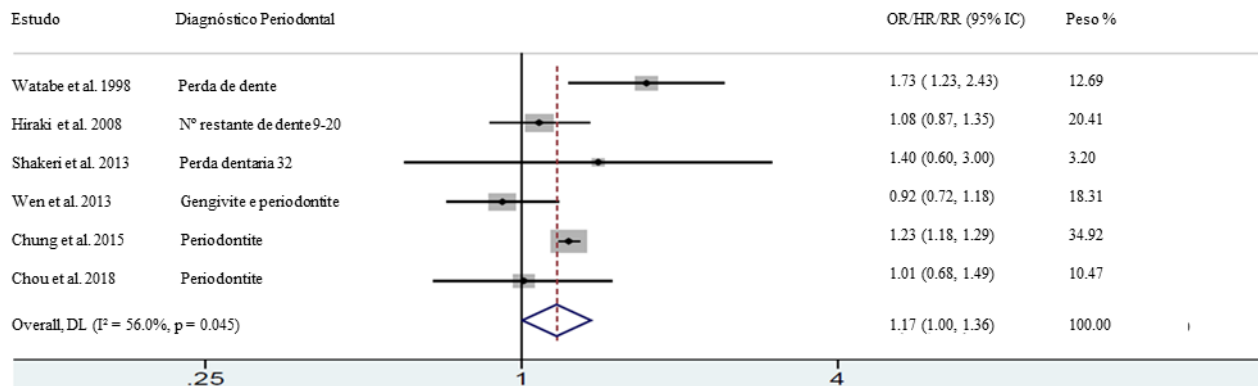 Estudo Diagnóstico Periodontal OR/HR/RR (95% IC) Peso %
Watabe et al. 1998 Perda de dente 1.73 (1.23, 2.43) 12.69
Hiraki et al. 2008 Nº restante de dente 9-20 1.08 (0.87, 1.35) 20.41
Shakeri et al. 2013 Perda dentaria 32 1.40 (0.60, 3.00) 3.20
Wen et al. 2013 Gengivite e periodontite 0.92 (0.72, 1.18) 18.31
Chung et al. 2015 Periodontite 1.23 (1.18, 1.29) 34.92
Chou et al. 2018 Periodontite 1.01 (0.68, 1.49) 10.47
Overall, DL (I² = 56.0%, p = 0.045) 1.17 (1.00, 1.36) 100.00 )
.25 1 4